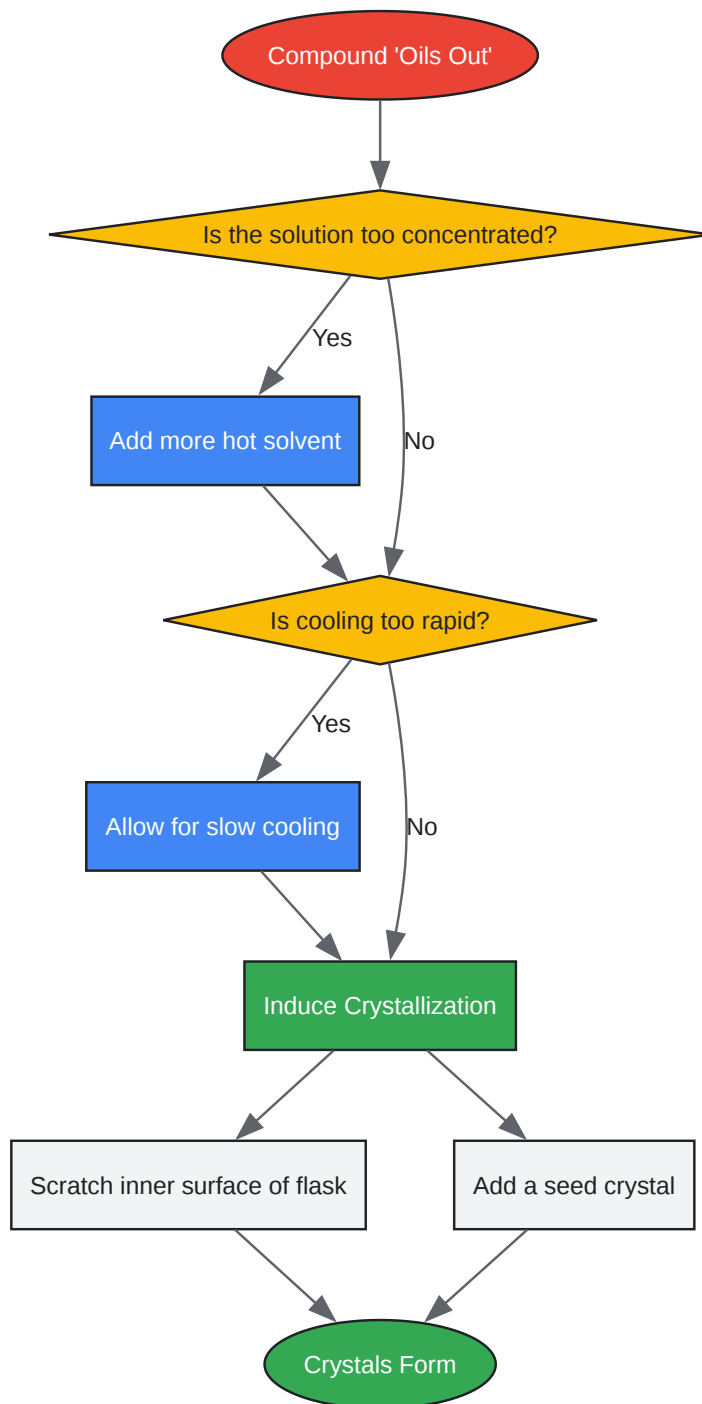 Compound 'Oils Out'
Is the solution too concentrated?
Yes
Add more hot solvent
No
Is cooling too rapid?
Yes
Allow for slow cooling
No
Induce Crystallization
Scratch inner surface of flask
Add a seed crystal
Crystals Form